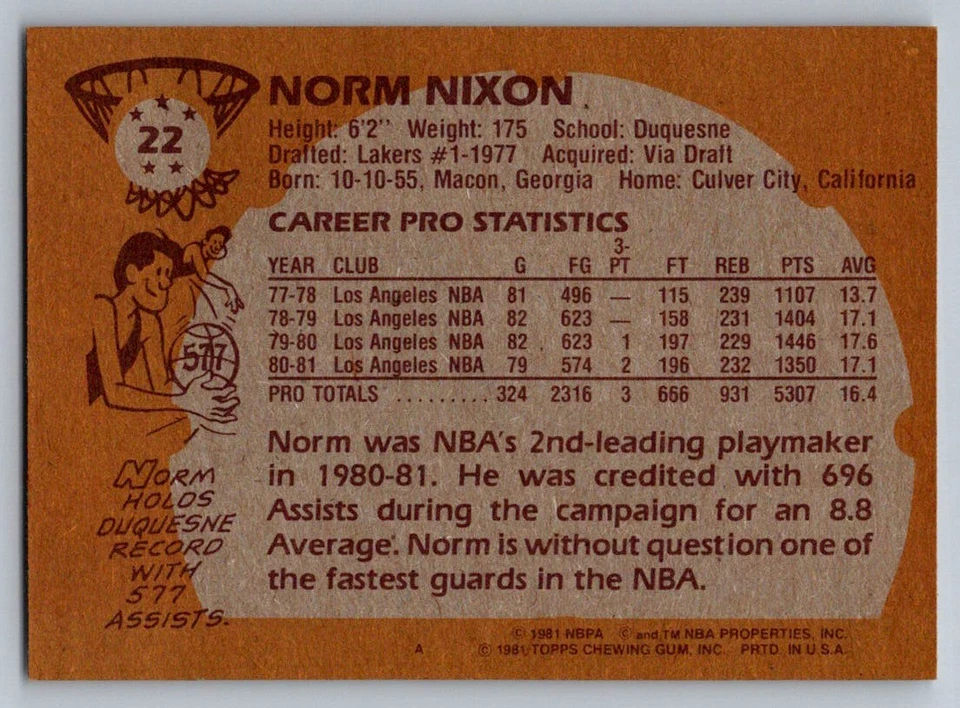 22
NORM NIXON
Height: 6'2" Weight: 175 School: Duquesne
Drafted: Lakers #1-1977 Acquired: Via Draft
Born: 10-10-55, Macon, Georgia Home: Culver City, California
CAREER PRO STATISTICS
YEAR CLUB G FG 3-PT FT REB PTS AVG
77-78 Los Angeles NBA 81 496 — 115 239 1107 13.7
78-79 Los Angeles NBA 82 623 — 158 231 1404 17.1
79-80 Los Angeles NBA 82 623 1 197 229 1446 17.6
80-81 Los Angeles NBA 79 574 2 196 232 1350 17.1
PRO TOTALS ......... 324 2316 3 666 931 5307 16.4
577
NORM
HOLDS
DUQUESNE
RECORD
WITH
577
ASSISTS.
Norm was NBA's 2nd-leading playmaker
in 1980-81. He was credited with 696
Assists during the campaign for an 8.8
Average. Norm is without question one of
the fastest guards in the NBA.
© 1981 NBPA © and TM NBA PROPERTIES, INC.
A © 1981 TOPPS CHEWING GUM, INC. PRTD. IN U.S.A.